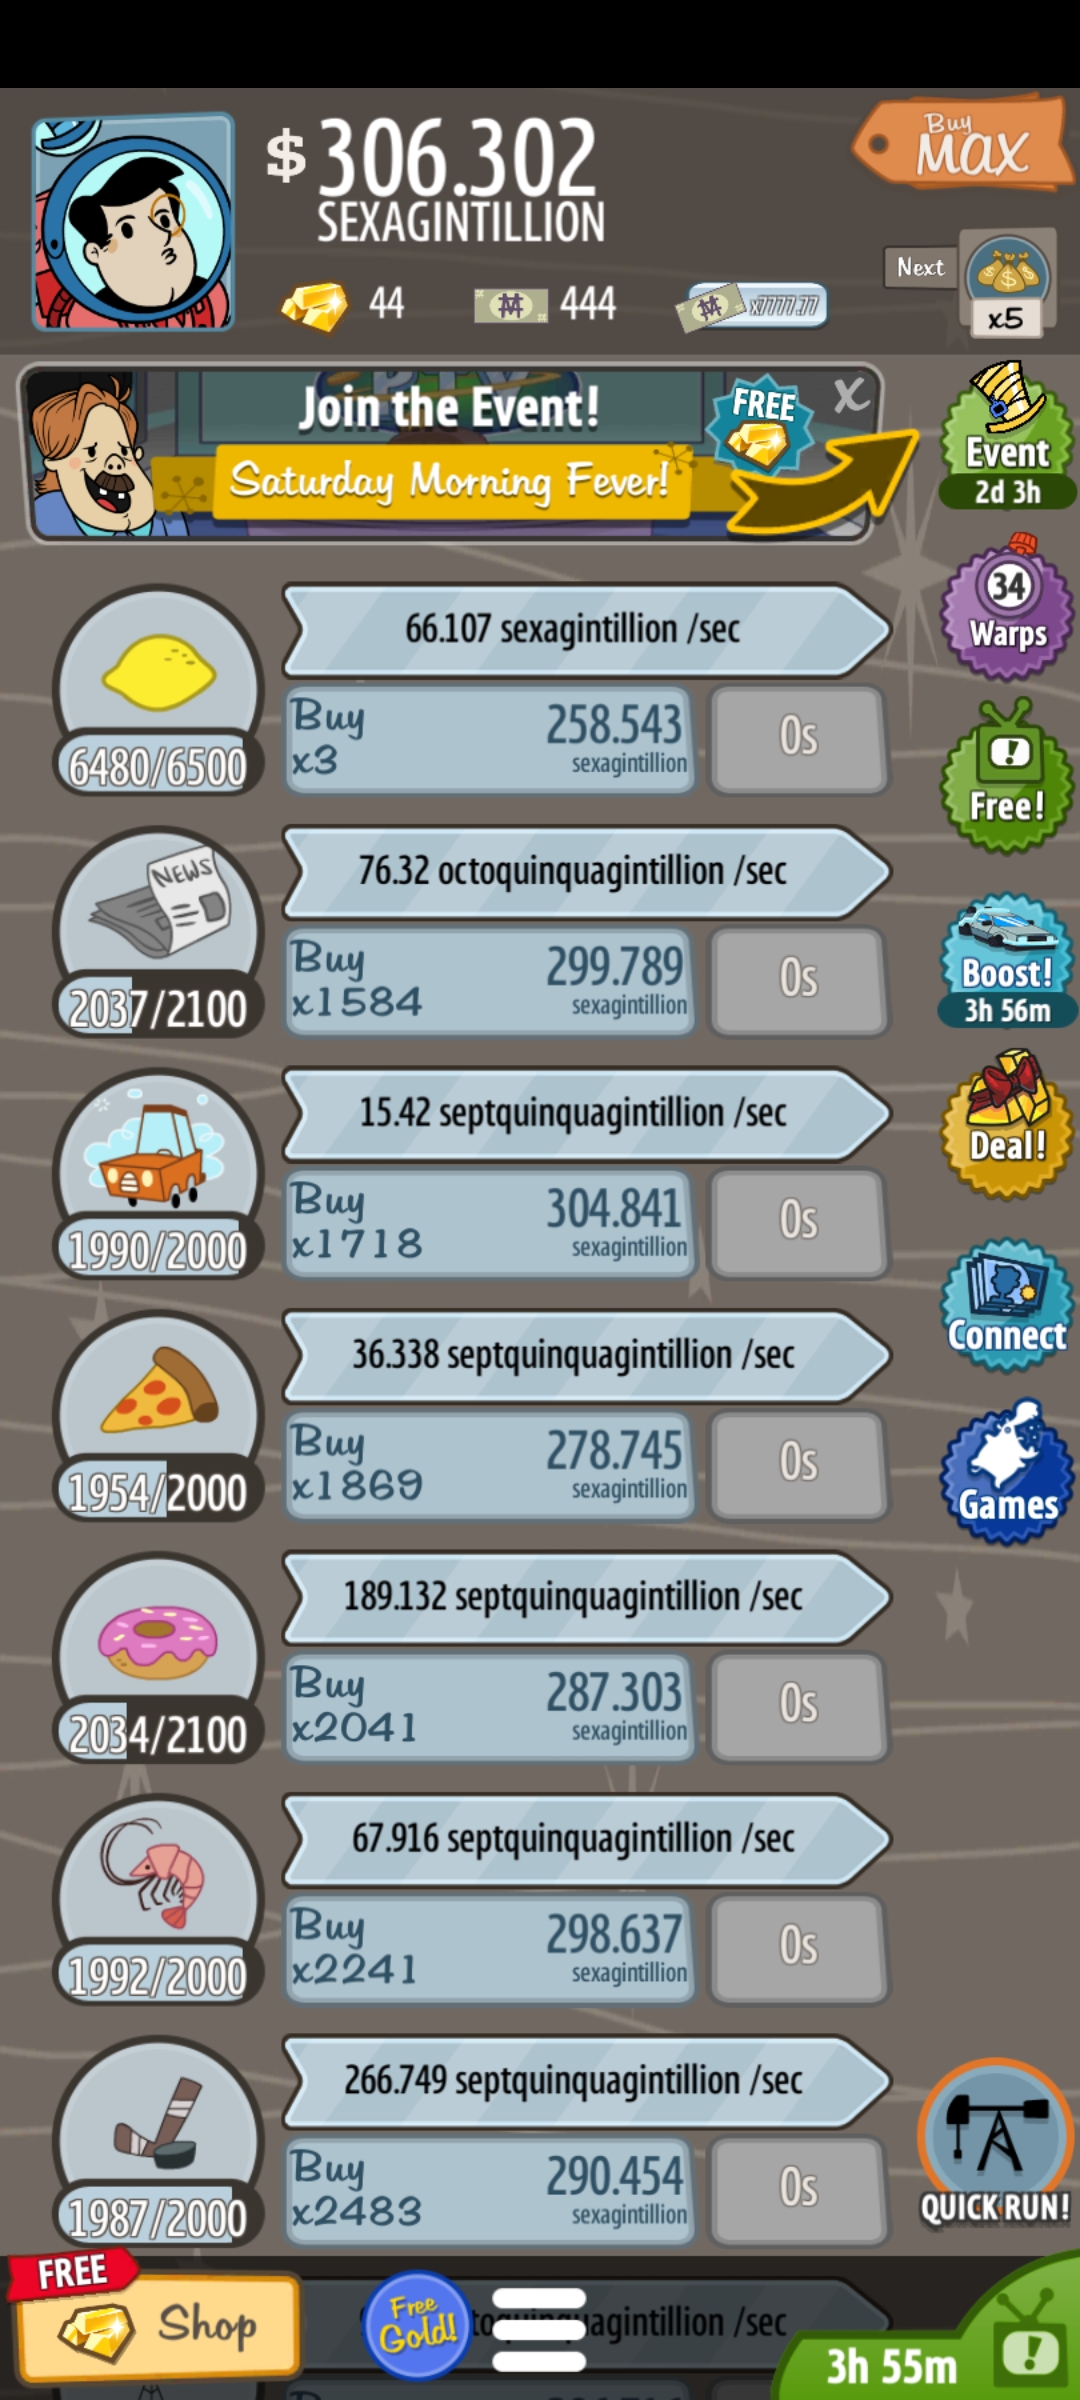 $ 306.302
SEXAGINTILLION
Buy
MAX
44
444
x7777.77
Next
x5
Join the Event!
Saturday Morning Fever!
FREE
X
Event
2d 3h
34
Warps
Free!
Boost!
3h 56m
Deal!
Connect
Games
66.107 sexagintillion /sec
6480/6500
Buy
x3
258.543
sexagintillion
0s
NEWS
76.32 octoquinquagintillion /sec
2037/2100
Buy
x1584
299.789
sexagintillion
0s
15.42 septquinquagintillion /sec
1990/2000
Buy
x1718
304.841
sexagintillion
0s
36.338 septquinquagintillion /sec
1954/2000
Buy
x1869
278.745
sexagintillion
0s
189.132 septquinquagintillion /sec
2034/2100
Buy
x2041
287.303
sexagintillion
0s
67.916 septquinquagintillion /sec
1992/2000
Buy
x2241
298.637
sexagintillion
0s
266.749 septquinquagintillion /sec
1987/2000
Buy
x2483
290.454
sexagintillion
0s
QUICK RUN!
FREE
Shop
Free
Gold!
/sec
3h 55m